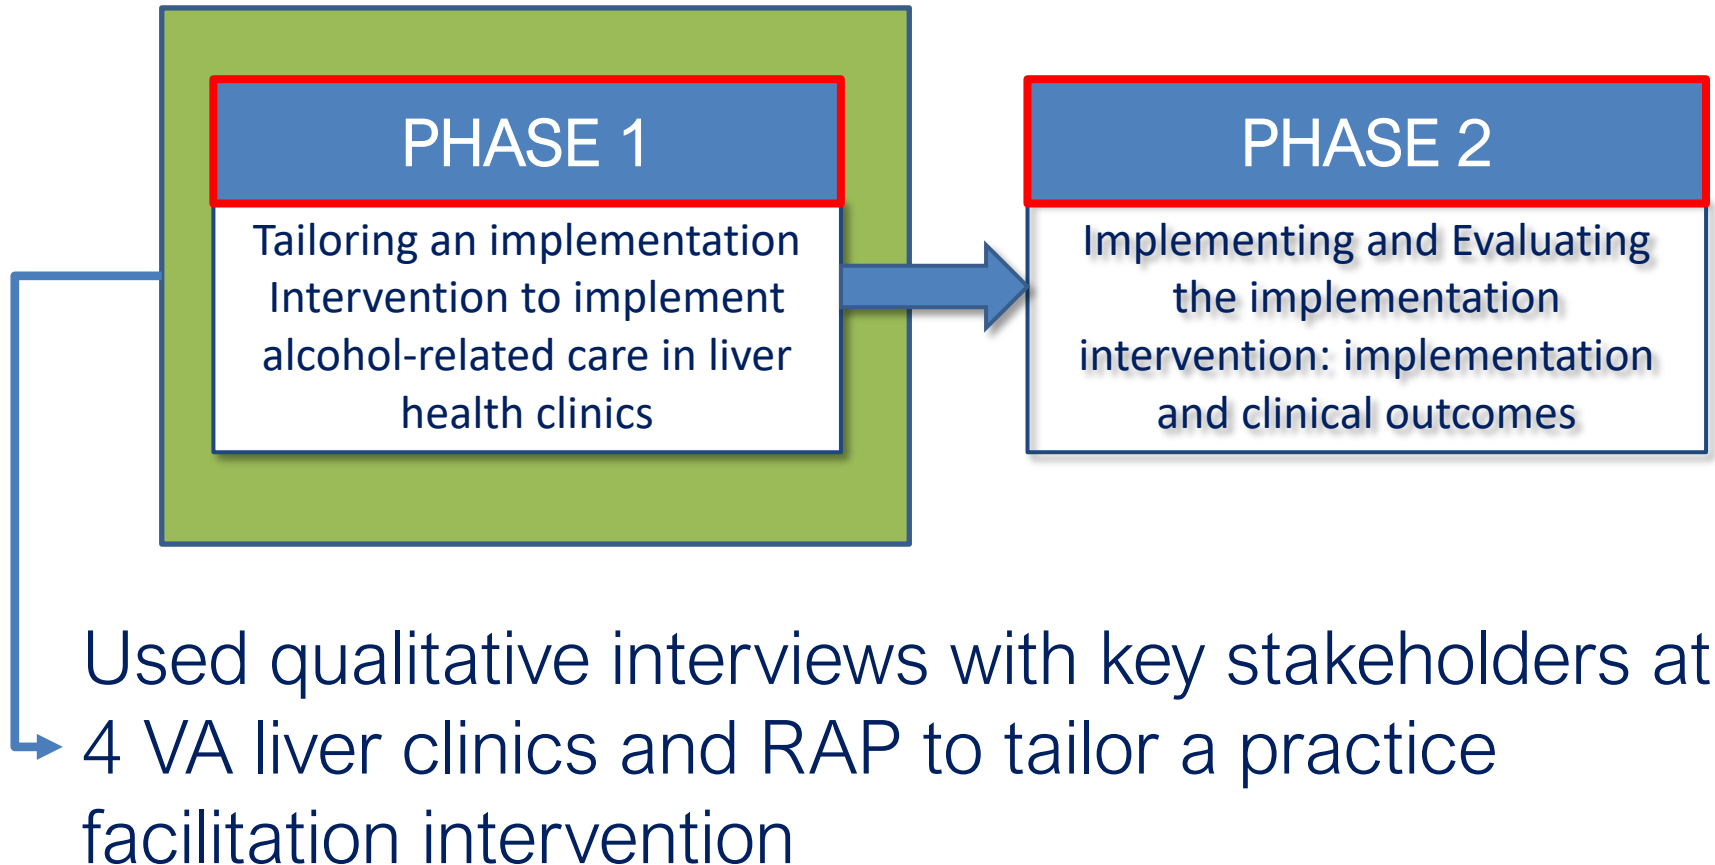 PHASE 1
Tailoring an implementation
Intervention to implement
alcohol-related care in liver
health clinics
PHASE 2
Implementing and Evaluating
the implementation
intervention: implementation
and clinical outcomes
Used qualitative interviews with key stakeholders at
4 VA liver clinics and RAP to tailor a practice
facilitation intervention